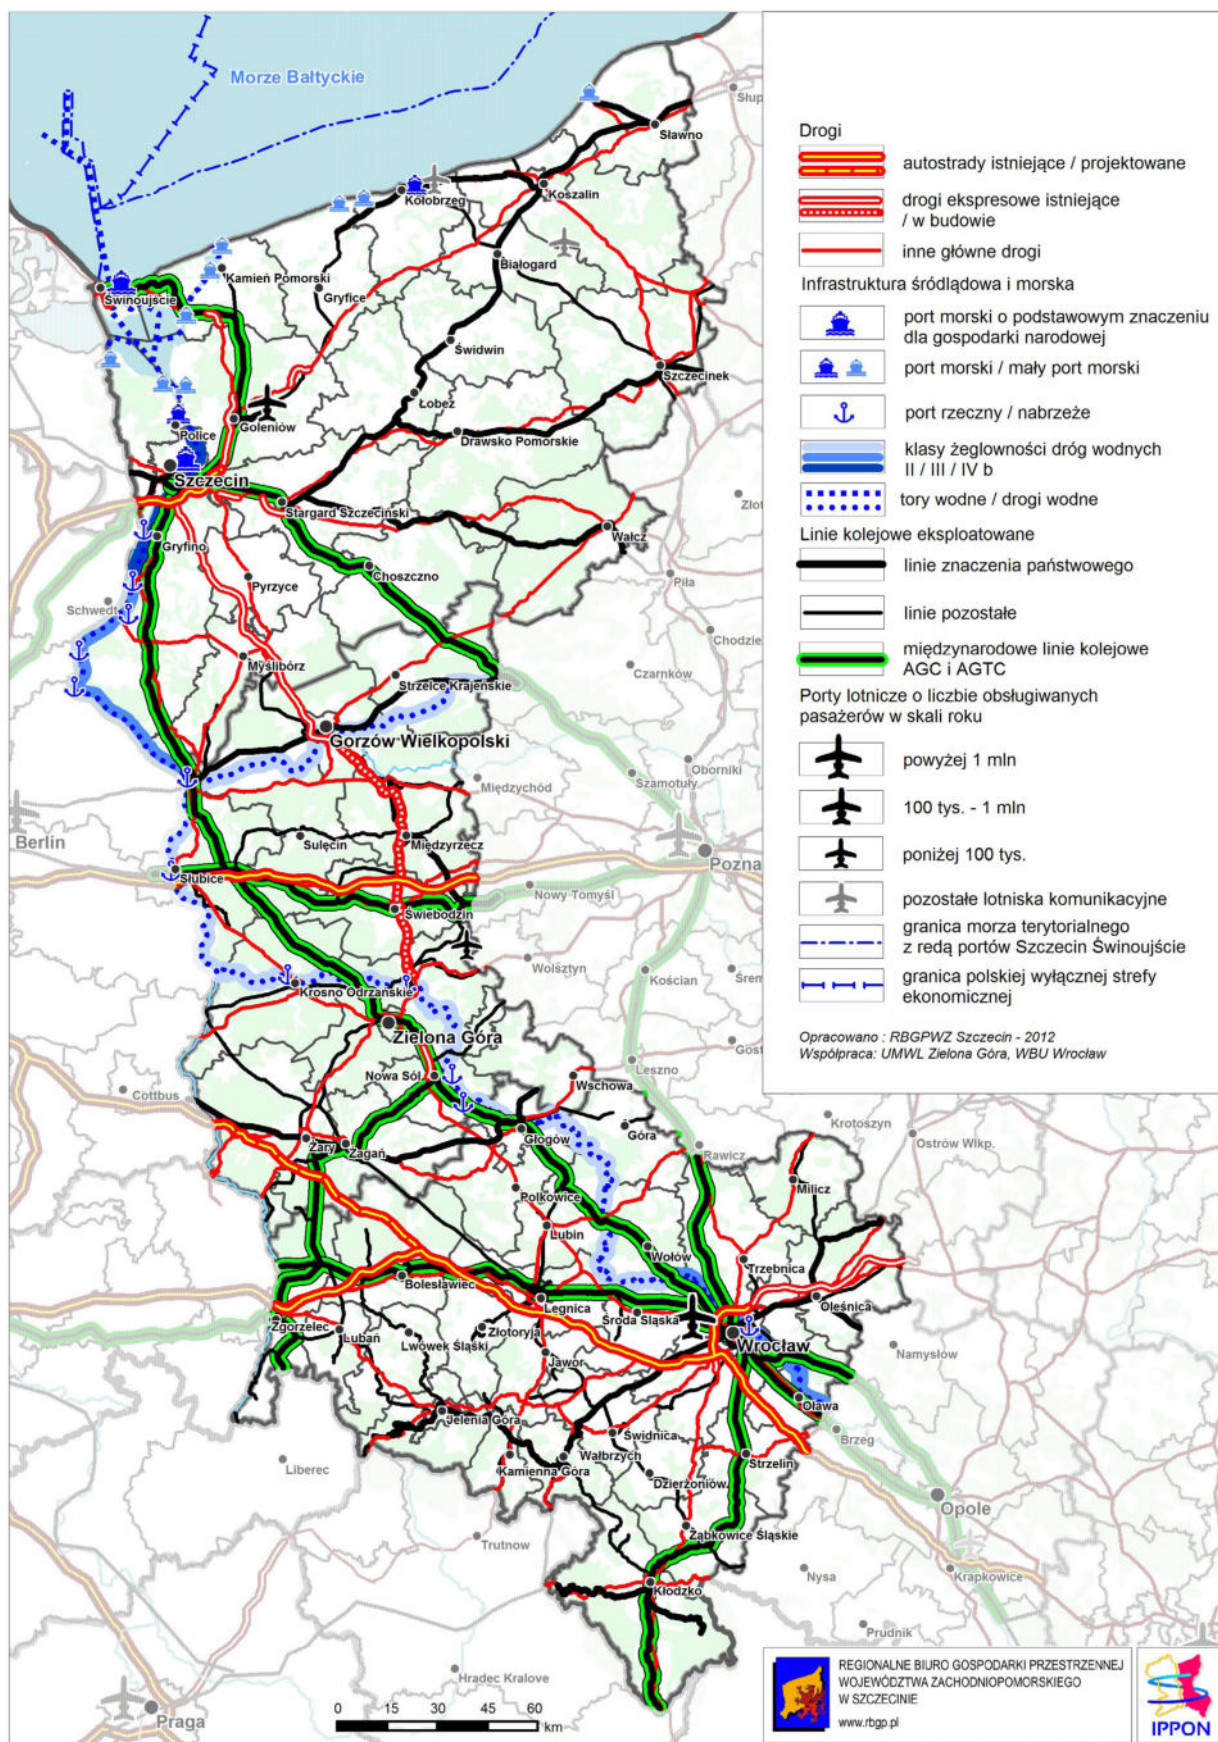 Morze Bałtyckie
Słup
Sławno
Koszalin
Kołobrzeg
Białogard
Kamień Pomorski
Gryfice
Świnoujście
Świdwin
Szczecinek
Łobez
Goleniów
Police
Drawsko Pomorskie
Szczecin
Stargard Szczeciński
Złot
Wałcz
Gryfino
Choszczno
Piła
Pyrzyce
Schwedt
Chodzie
Myślibórz
Czarnków
Strzelce Krajeńskie
Gorzów Wielkopolski
Oborniki
Międzychód
Szamotuły
Berlin
Sulęcin
Międzyrzecz
Pozna
Słubice
Nowy Tomyśl
Świebodzin
Wolsztyn
Kościan
Śrem
Krosno Odrzańskie
Zielona Góra
Gost
Leszno
Nowa Sól
Wschowa
Cottbus
Krotoszyn
Głogów
Góra
Ostrów Wlkp.
Żary
Żagań
Rawicz
Milicz
Polkowice
Lubin
Wołów
Trzebnica
Bolesławiec
Legnica
Środa Śląska
Oleśnica
Zgorzelec
Lubań
Lwówek Śląski
Złotoryja
Wrocław
Namysłów
Jawor
Oława
Jelenia Góra
Świdnica
Brzeg
Liberec
Kamienna Góra
Wałbrzych
Strzelin
Dzierżoniów
Opole
Ząbkowice Śląskie
Trutnow
Nysa
Krapkowice
Kłodzko
Prudnik
Hradec Kralove
Praga
0 15 30 45 60
km
Drogi
autostrady istniejące / projektowane
drogi ekspresowe istniejące
/ w budowie
inne główne drogi
Infrastruktura śródlądowa i morska
port morski o podstawowym znaczeniu
dla gospodarki narodowej
port morski / mały port morski
port rzeczny / nabrzeże
klasy żeglowności dróg wodnych
II / III / IV b
tory wodne / drogi wodne
Linie kolejowe eksploatowane
linie znaczenia państwowego
linie pozostałe
międzynarodowe linie kolejowe
AGC i AGTC
Porty lotnicze o liczbie obsługiwanych
pasażerów w skali roku
powyżej 1 mln
100 tys. - 1 mln
poniżej 100 tys.
pozostałe lotniska komunikacyjne
granica morza terytorialnego
z redą portów Szczecin Świnoujście
granica polskiej wyłącznej strefy
ekonomicznej
Opracowano : RBGPWZ Szczecin - 2012
Współpraca: UMWL Zielona Góra, WBU Wrocław
REGIONALNE BIURO GOSPODARKI PRZESTRZENNEJ
WOJEWÓDZTWA ZACHODNIOPOMORSKIEGO
W SZCZECINIE
www.rbgp.pl
IPPON